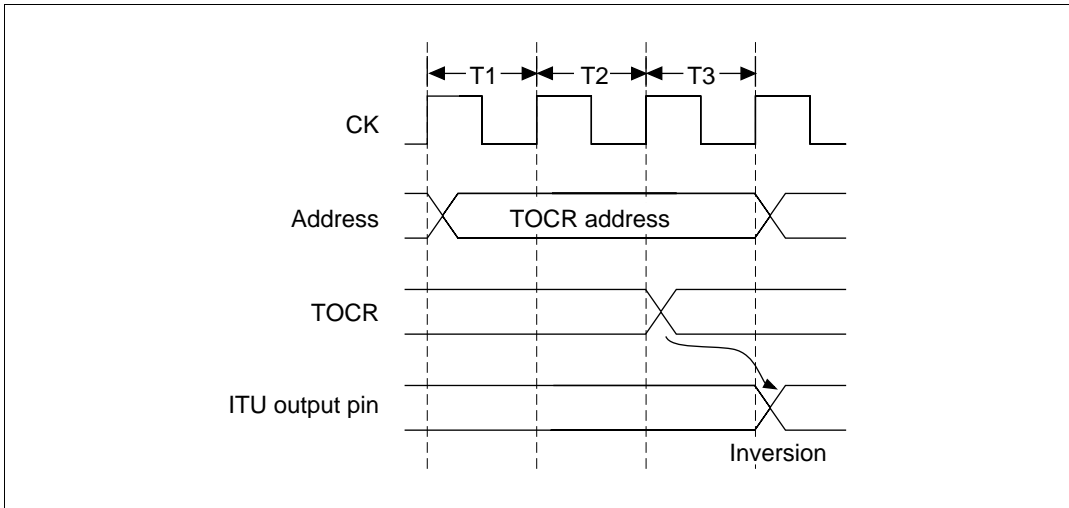 T1 T2 T3
CK
Address TOCR address
TOCR
ITU output pin
Inversion